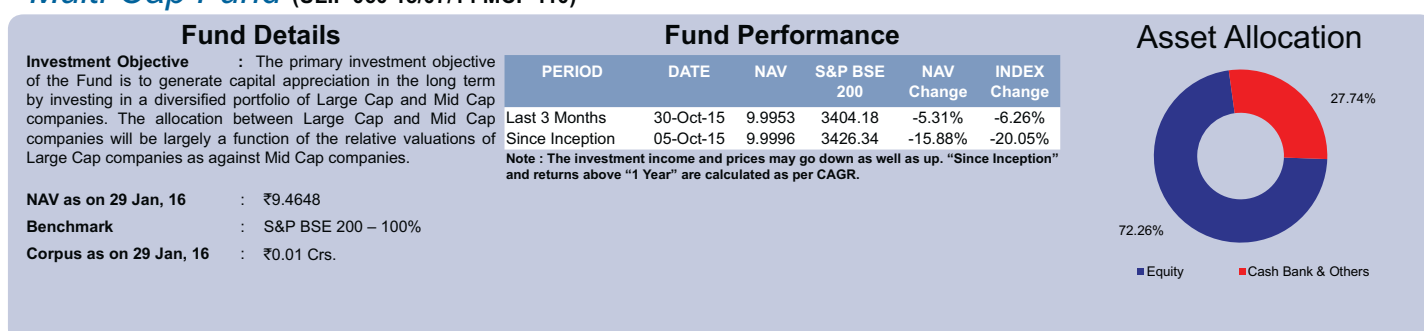 Fund Details
Investment Objective : The primary investment objective
of the Fund is to generate capital appreciation in the long term
by investing in a diversified portfolio of Large Cap and Mid Cap
companies. The allocation between Large Cap and Mid Cap
companies will be largely a function of the relative valuations of
Large Cap companies as against Mid Cap companies.
NAV as on 29 Jan, 16 : ₹9.4648
Benchmark : S&P BSE 200 – 100%
Corpus as on 29 Jan, 16 : ₹0.01 Crs.
Fund Performance
PERIOD DATE NAV S&P BSE 200 NAV Change INDEX Change
Last 3 Months 30-Oct-15 9.9953 3404.18 -5.31% -6.26%
Since Inception 05-Oct-15 9.9996 3426.34 -15.88% -20.05%
Note : The investment income and prices may go down as well as up. “Since Inception”
and returns above “1 Year” are calculated as per CAGR.
Asset Allocation
27.74%
72.26%
Equity Cash Bank & Others